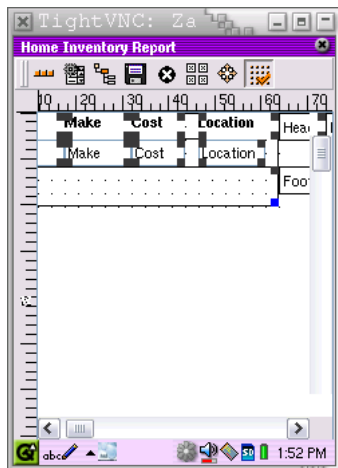 TightVNC: Za
Home Inventory Report
10 20 30 40 50 60 70
Make Cost Location Hea
Make Cost Location
Foo
abc SD 1:52 PM